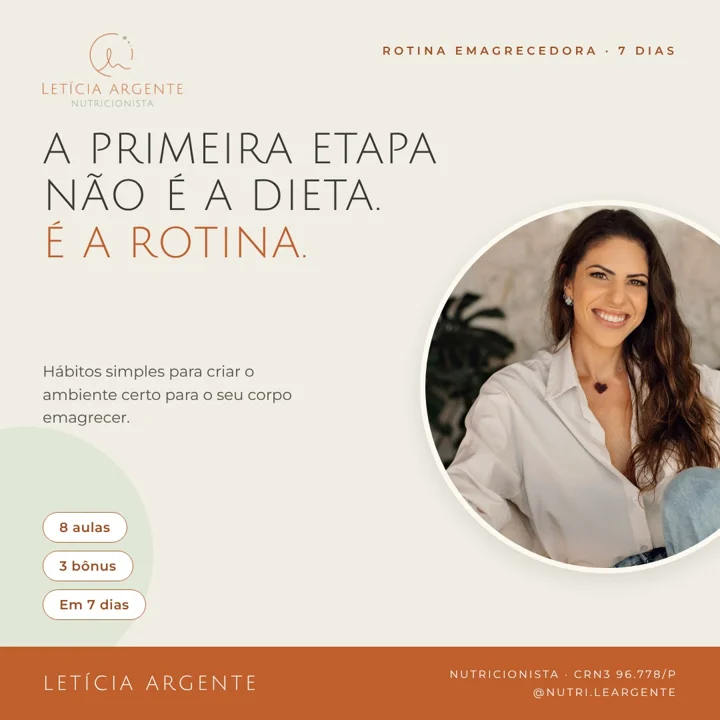 LETÍCIA ARGENTE
NUTRICIONISTA
ROTINA EMAGRECEDORA · 7 DIAS
A PRIMEIRA ETAPA
NÃO É A DIETA.
É A ROTINA.
Hábitos simples para criar o
ambiente certo para o seu corpo
emagrecer.
8 aulas
3 bônus
Em 7 dias
LETÍCIA ARGENTE
NUTRICIONISTA · CRN3 96.778/P
@NUTRI.LEARGENTE